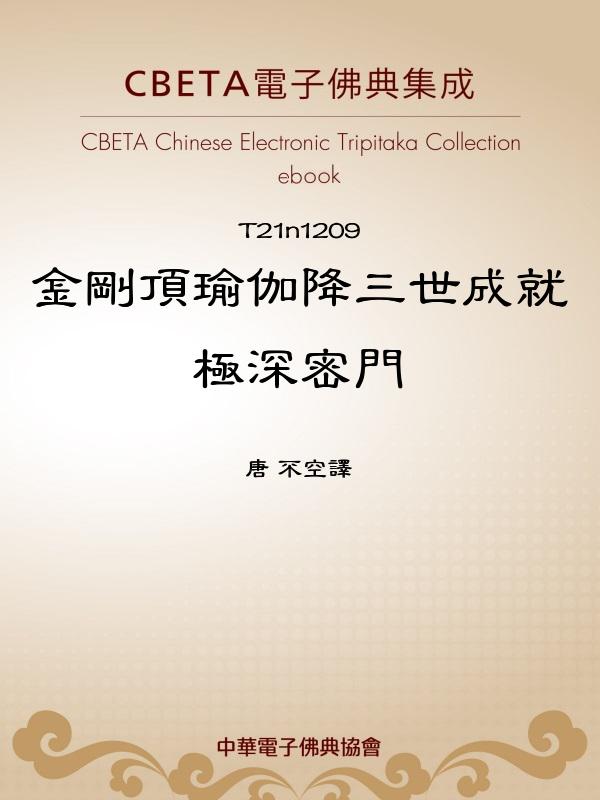 CBETA電子佛典集成
CBETA Chinese Electronic Tripitaka Collection
ebook
T21n1209
金剛頂瑜伽降三世成就
極深密門
唐 不空譯
中華電子佛典協會